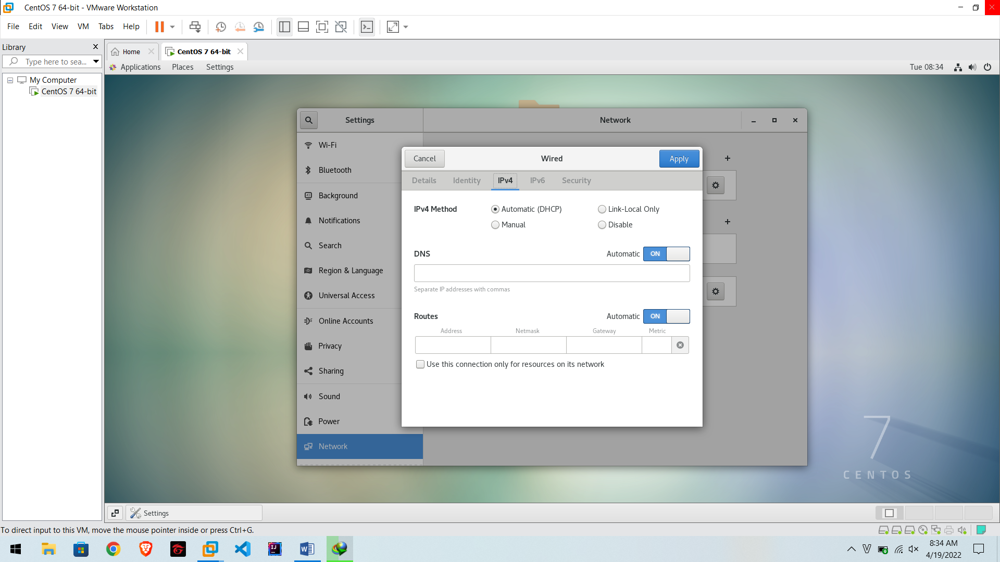 CentOS 7 64-bit - VMware Workstation
File Edit View VM Tabs Help
Library
Type here to sea...
My Computer
CentOS 7 64-bit
Home
CentOS 7 64-bit
Applications Places Settings
Tue 08:34
Settings
Network
Wi-Fi
Bluetooth
Background
Notifications
Search
Region & Language
Universal Access
Online Accounts
Privacy
Sharing
Sound
Power
Network
Cancel
Wired
Apply
Details Identity IPv4 IPv6 Security
IPv4 Method
Automatic (DHCP)
Link-Local Only
Manual
Disable
DNS
Automatic ON
Separate IP addresses with commas
Routes
Automatic ON
Address Netmask Gateway Metric
Use this connection only for resources on its network
7
CENTOS
Settings
To direct input to this VM, move the mouse pointer inside or press Ctrl+G.
8:34 AM
4/19/2022